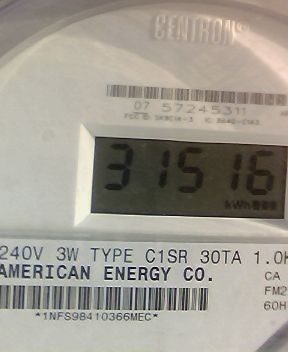 CENTRON®
07 57245311
31516
kWh
240V 3W TYPE C1SR 30TA 1.0K
AMERICAN ENERGY CO.
CA
FM2
60H
*1NFS98410366MEC*